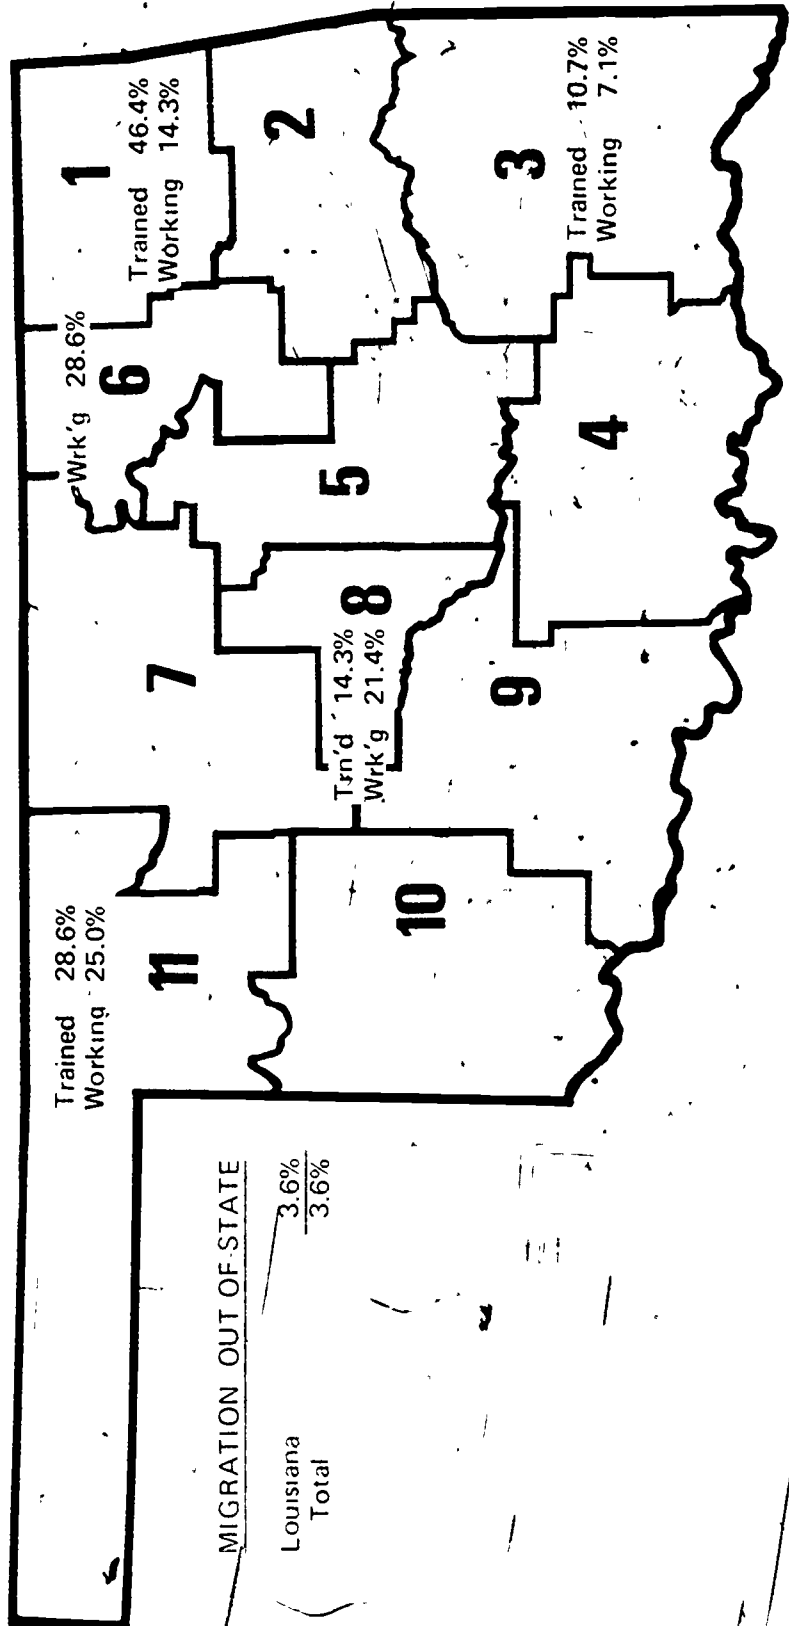 1
Trained 46.4%
Working 14.3%
2
3
Trained 10.7%
Working 7.1%
Wrk'g 28.6%
6
5
4
7
8
Trn'd 14.3%
Wrk'g 21.4%
9
Trained 28.6%
Working 25.0%
11
10
MIGRATION OUT OF STATE
Louisiana 3.6%
Total 3.6%